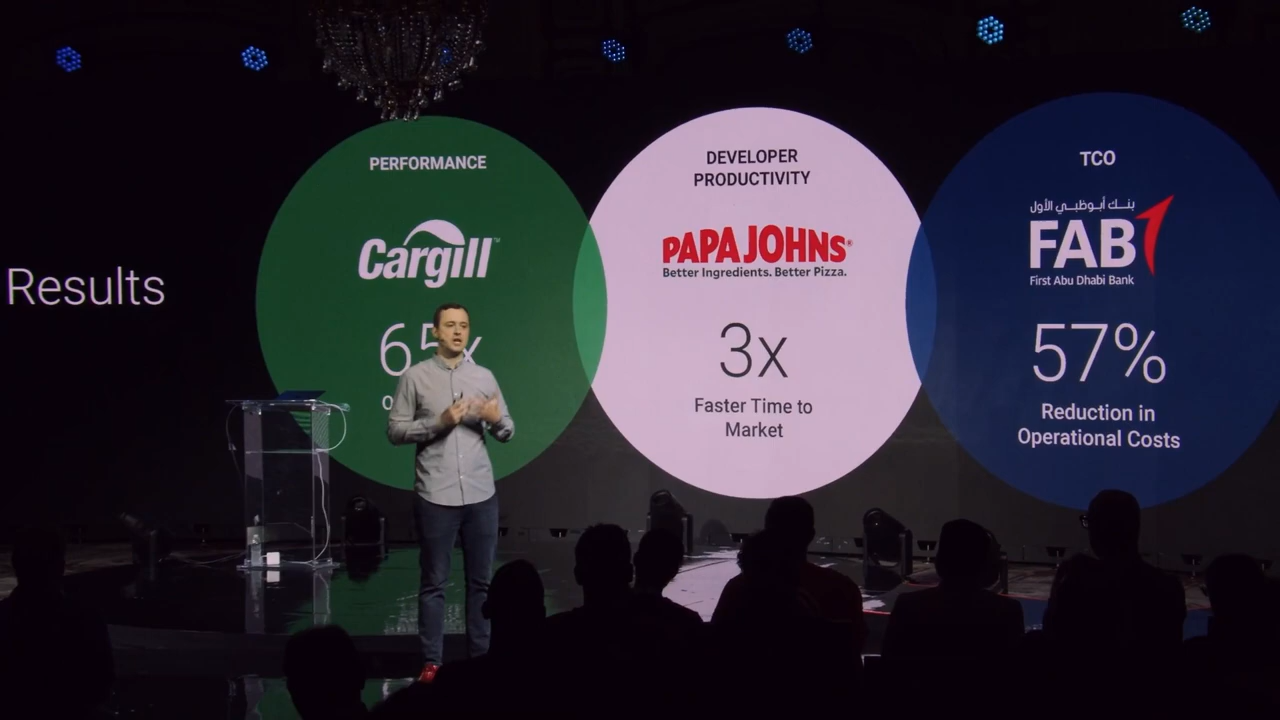 Results
PERFORMANCE
Cargill™
DEVELOPER
PRODUCTIVITY
PAPA JOHNS®
Better Ingredients. Better Pizza.
3x
Faster Time to
Market
TCO
بنك أبوظبي الأول
FAB
First Abu Dhabi Bank
57%
Reduction in
Operational Costs